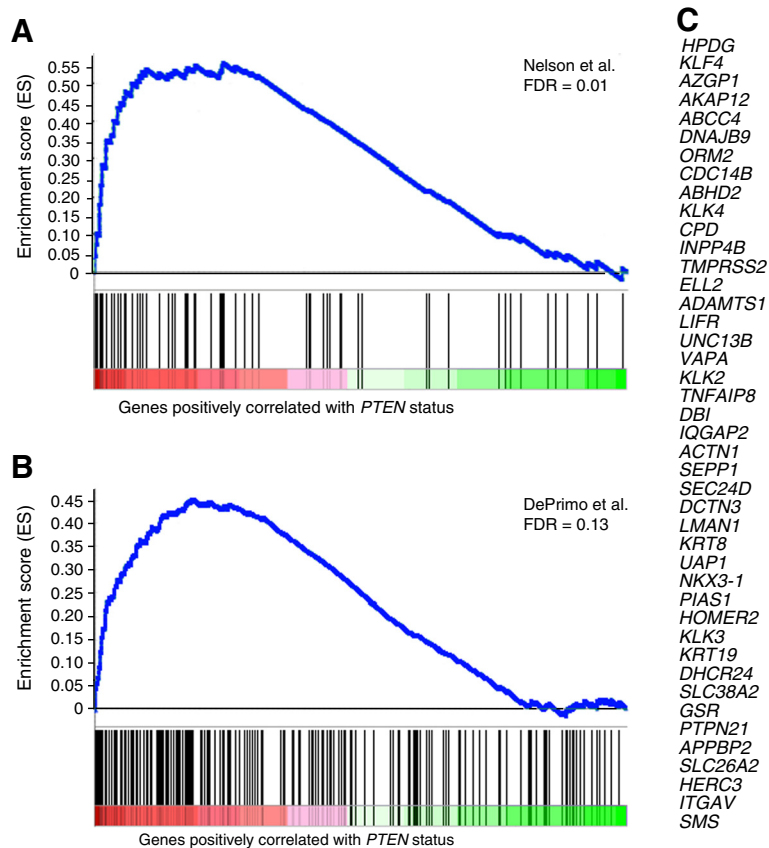 A
Enrichment score (ES)
0.55
0.50
0.45
0.40
0.35
0.30
0.25
0.20
0.15
0.10
0.05
0
Nelson et al.
FDR = 0.01
Genes positively correlated with PTEN status
B
Enrichment score (ES)
0.45
0.40
0.35
0.30
0.25
0.20
0.15
0.10
0.05
0
DePrimo et al.
FDR = 0.13
Genes positively correlated with PTEN status
C
HPDG
KLF4
AZGP1
AKAP12
ABCC4
DNAJB9
ORM2
CDC14B
ABHD2
KLK4
CPD
INPP4B
TMPRSS2
ELL2
ADAMTS1
LIFR
UNC13B
VAPA
KLK2
TNFAIP8
DBI
IQGAP2
ACTN1
SEPP1
SEC24D
DCTN3
LMAN1
KRT8
UAP1
NKX3-1
PIAS1
HOMER2
KLK3
KRT19
DHCR24
SLC38A2
GSR
PTPN21
APPBP2
SLC26A2
HERC3
ITGAV
SMS